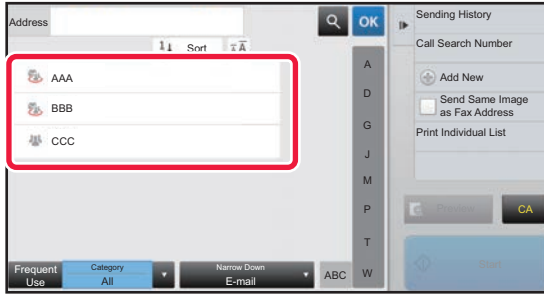 Address
OK
Sort
AAA
BBB
CCC
A
D
G
J
M
P
T
W
Frequent
Use
Category
All
Narrow Down
E-mail
ABC
Sending History
Call Search Number
Add New
Send Same Image
as Fax Address
Print Individual List
Preview
CA
Start